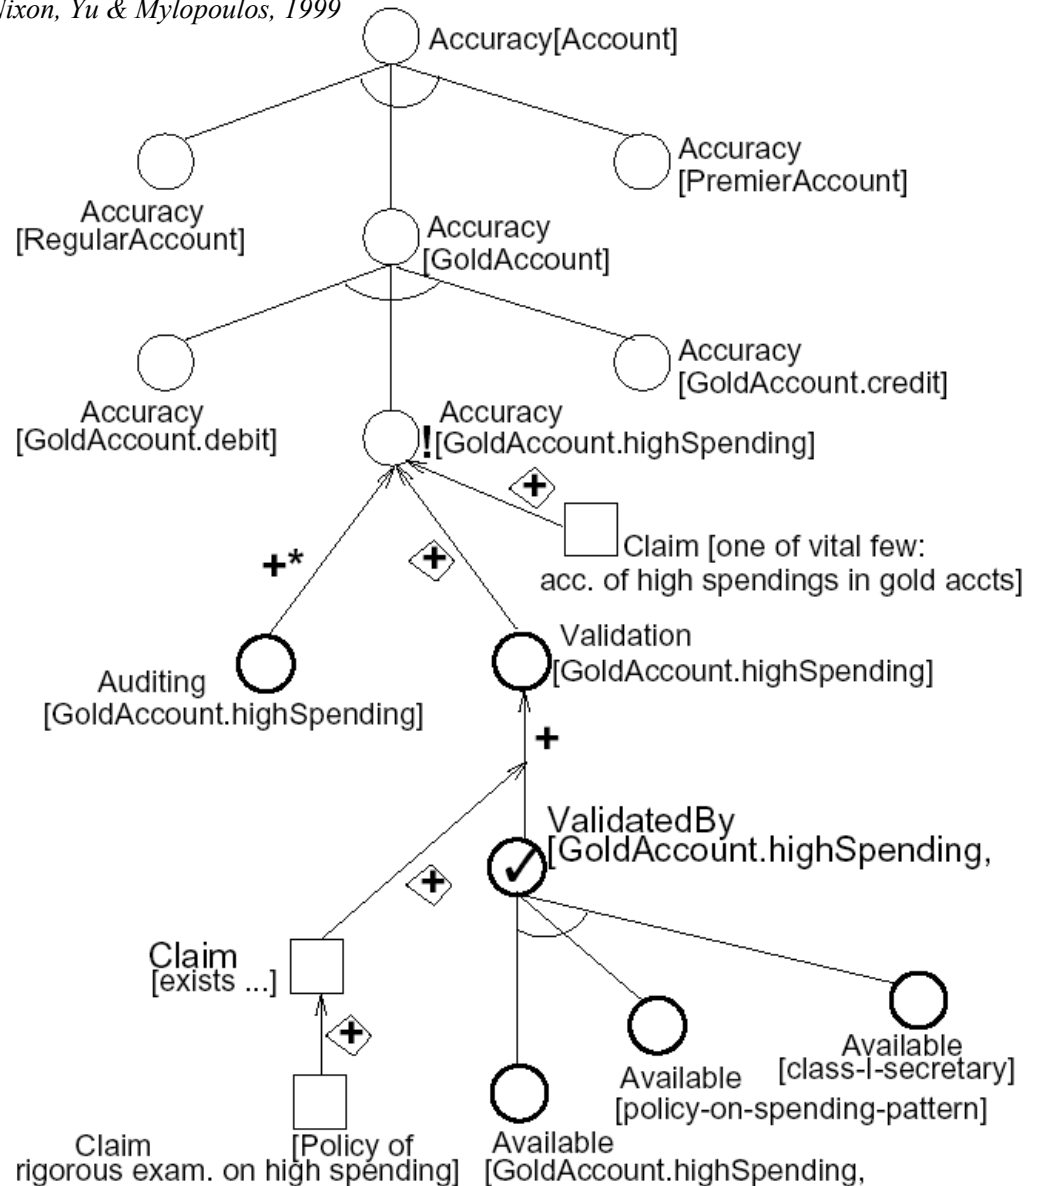 Nixon, Yu & Mylopoulos, 1999
Accuracy[Account]
Accuracy
[PremierAccount]
Accuracy
[RegularAccount]
Accuracy
[GoldAccount]
Accuracy
[GoldAccount.credit]
Accuracy
[GoldAccount.debit]
Accuracy
![GoldAccount.highSpending]
+
Claim [one of vital few:
acc. of high spendings in gold accts]
+*
+
Validation
[GoldAccount.highSpending]
Auditing
[GoldAccount.highSpending]
+
ValidatedBy
[GoldAccount.highSpending,
✓
+
Claim
[exists ...]
+
Available
[class-I-secretary]
Available
[policy-on-spending-pattern]
Claim [Policy of
rigorous exam. on high spending]
Available
[GoldAccount.highSpending,